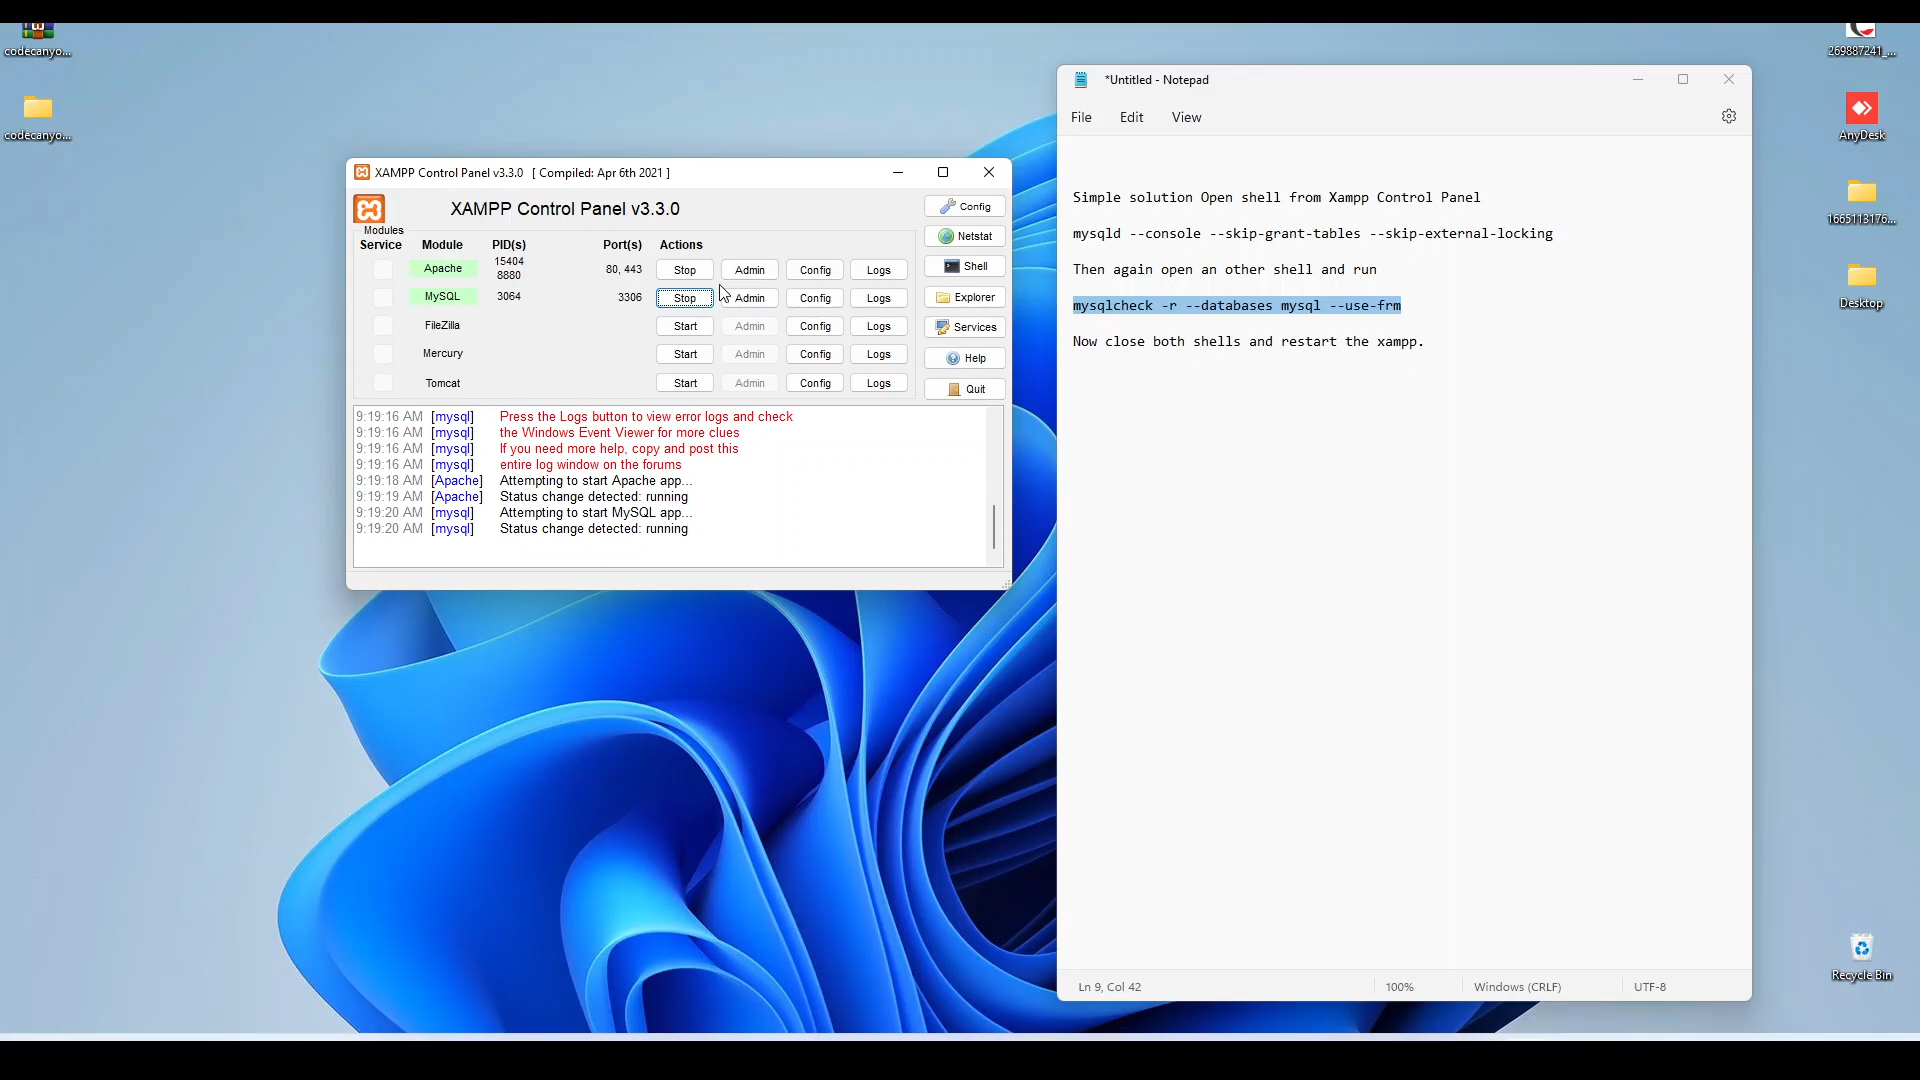 codecanyo...
codecanyo...
269887241_...
AnyDesk
1665113176...
Desktop
Recycle Bin
XAMPP Control Panel v3.3.0 [ Compiled: Apr 6th 2021 ]
XAMPP Control Panel v3.3.0
Modules
Service Module PID(s) Port(s) Actions
Apache 15404 8880 80, 443 Stop Admin Config Logs
MySQL 3064 3306 Stop Admin Config Logs
FileZilla Start Admin Config Logs
Mercury Start Admin Config Logs
Tomcat Start Admin Config Logs
Config
Netstat
Shell
Explorer
Services
Help
Quit
9:19:16 AM [mysql] Press the Logs button to view error logs and check
9:19:16 AM [mysql] the Windows Event Viewer for more clues
9:19:16 AM [mysql] If you need more help, copy and post this
9:19:16 AM [mysql] entire log window on the forums
9:19:18 AM [Apache] Attempting to start Apache app...
9:19:19 AM [Apache] Status change detected: running
9:19:20 AM [mysql] Attempting to start MySQL app...
9:19:20 AM [mysql] Status change detected: running
*Untitled - Notepad
File Edit View
Simple solution Open shell from Xampp Control Panel
mysqld --console --skip-grant-tables --skip-external-locking
Then again open an other shell and run
mysqlcheck -r --databases mysql --use-frm
Now close both shells and restart the xampp.
Ln 9, Col 42 100% Windows (CRLF) UTF-8